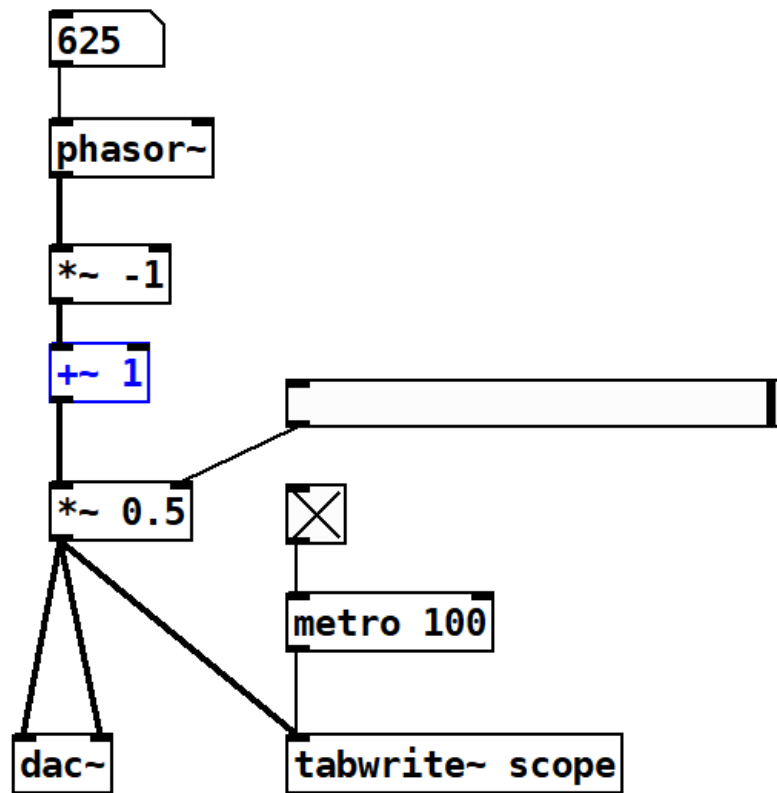 625
phasor~
*~ -1
+~ 1
*~ 0.5
metro 100
dac~
tabwrite~ scope